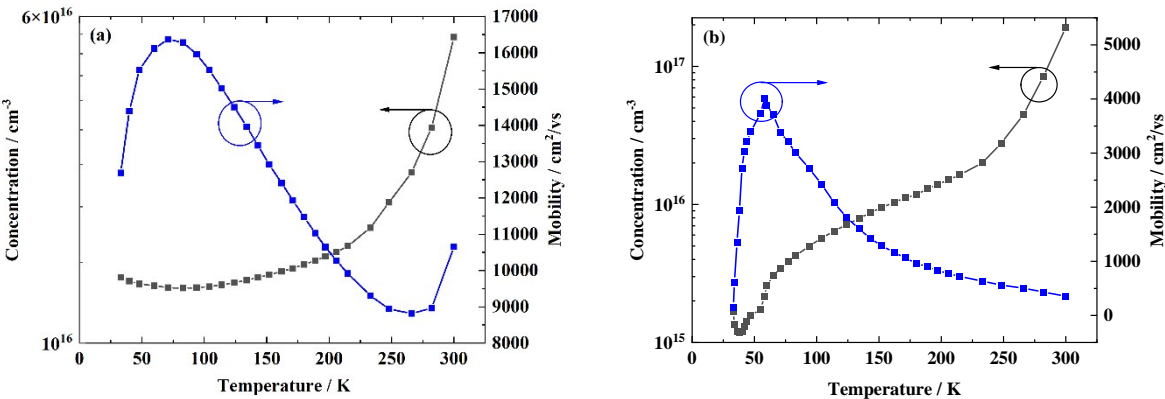 (a)
6×10^16
10^16
Concentration / cm^-3
0 50 100 150 200 250 300
Temperature / K
17000
16000
15000
14000
13000
12000
11000
10000
9000
8000
Mobility / cm^2/vs
(b)
10^17
10^16
10^15
Concentration / cm^-3
0 50 100 150 200 250 300
Temperature / K
5000
4000
3000
2000
1000
0
Mobility / cm^2/vs